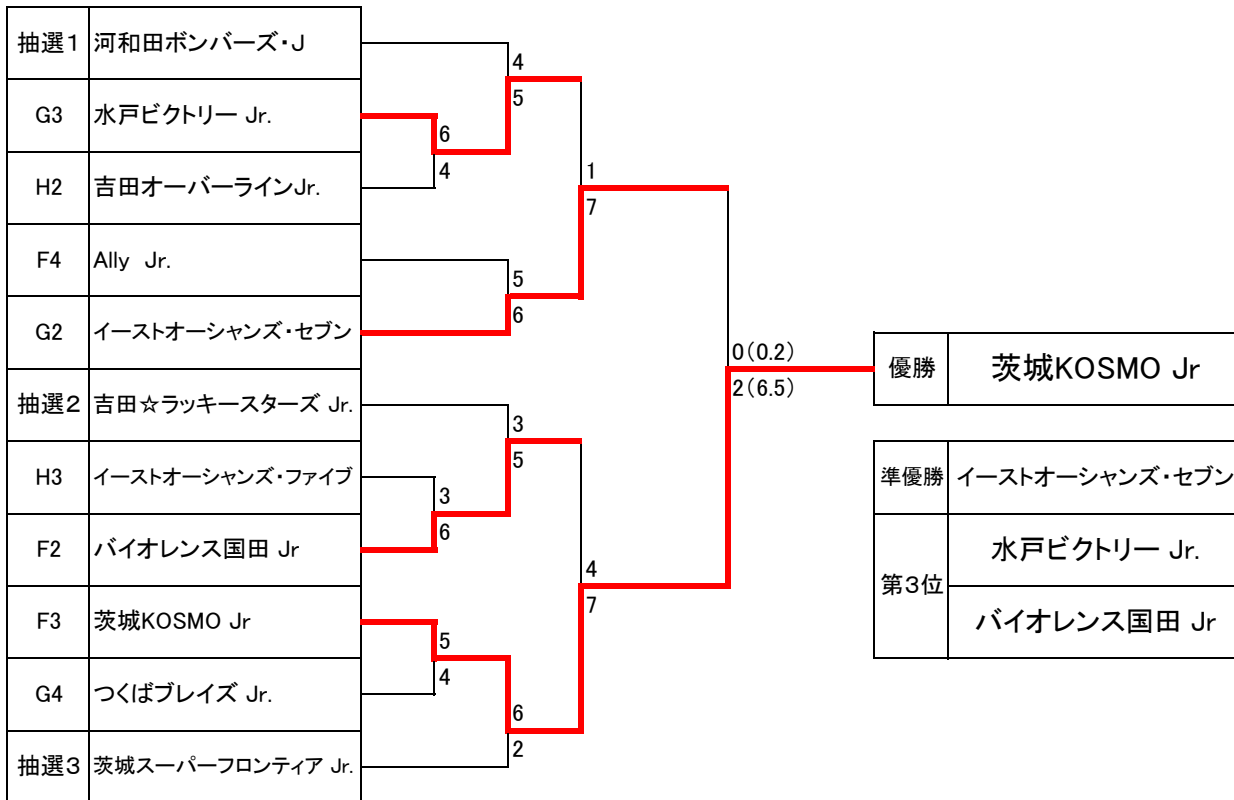 抽選1 河和田ボンバーズ・J
4
5
G3 水戸ビクトリー Jr.
6
4
H2 吉田オーバーラインJr.
1
7
F4 Ally Jr.
5
6
G2 イーストオーシャンズ・セブン
0(0.2)
2(6.5)
優勝 茨城KOSMO Jr
抽選2 吉田☆ラッキースターズ Jr.
3
5
H3 イーストオーシャンズ・ファイブ
3
6
準優勝 イーストオーシャンズ・セブン
F2 バイオレンス国田 Jr
4
7
第3位 水戸ビクトリー Jr.
バイオレンス国田 Jr
F3 茨城KOSMO Jr
5
4
G4 つくばブレイズ Jr.
6
2
抽選3 茨城スーパーフロンティア Jr.